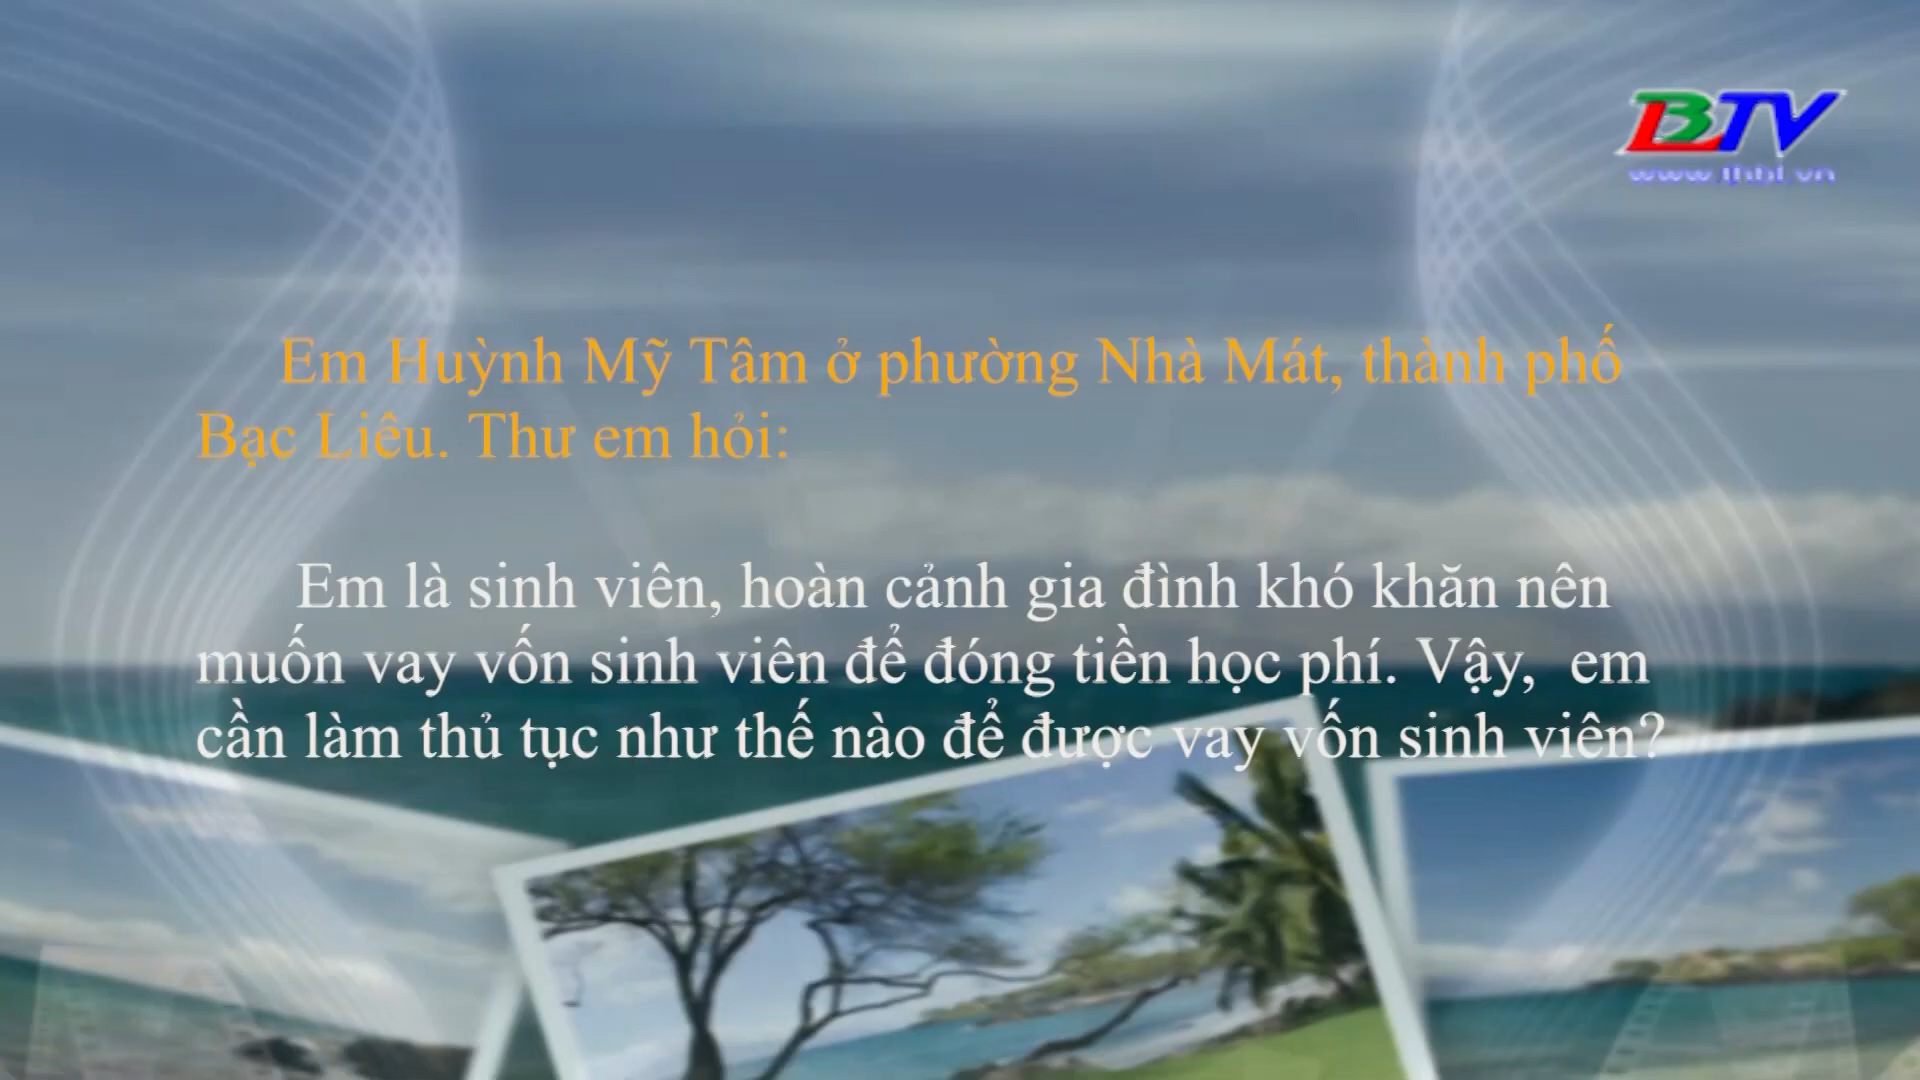 BTV
www.thbl.vn
Em Huỳnh Mỹ Tâm ở phường Nhà Mát, thành phố
Bạc Liêu. Thư em hỏi:
Em là sinh viên, hoàn cảnh gia đình khó khăn nên
muốn vay vốn sinh viên để đóng tiền học phí. Vậy, em
cần làm thủ tục như thế nào để được vay vốn sinh viên?